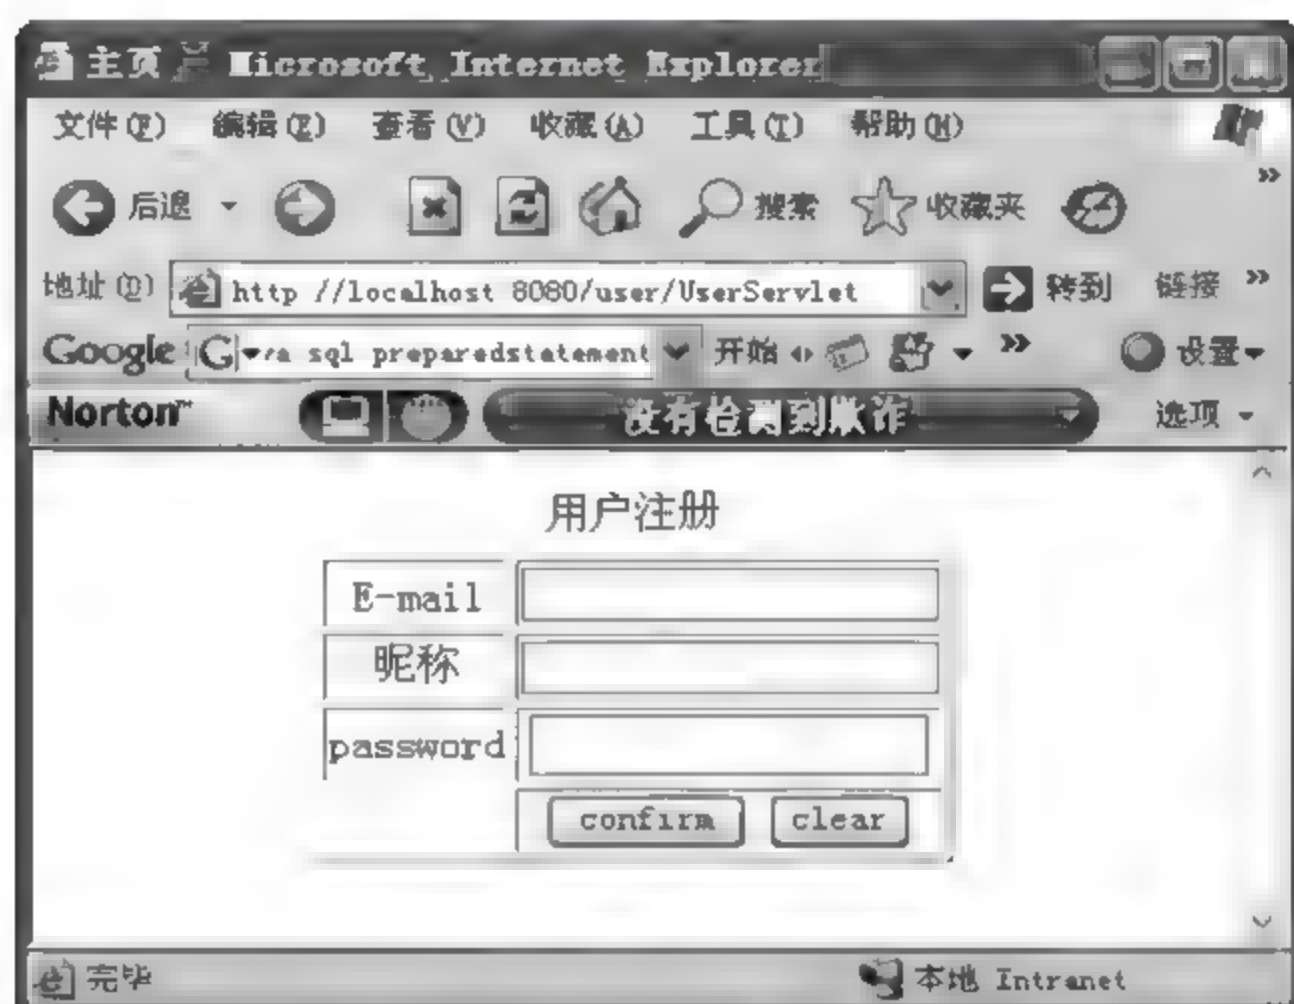 主页 - Microsoft Internet Explorer
文件(F) 编辑(E) 查看(V) 收藏(A) 工具(T) 帮助(H)
后退 搜索 收藏夹 »
地址(D) http //localhost 8080/user/UserServlet 转到 链接 »
Google G a sql preparedstatement 开始 » 设置
Norton™ 没有检测到欺诈 选项
用户注册
E-mail
昵称
password
confirm clear
完毕 本地 Intranet